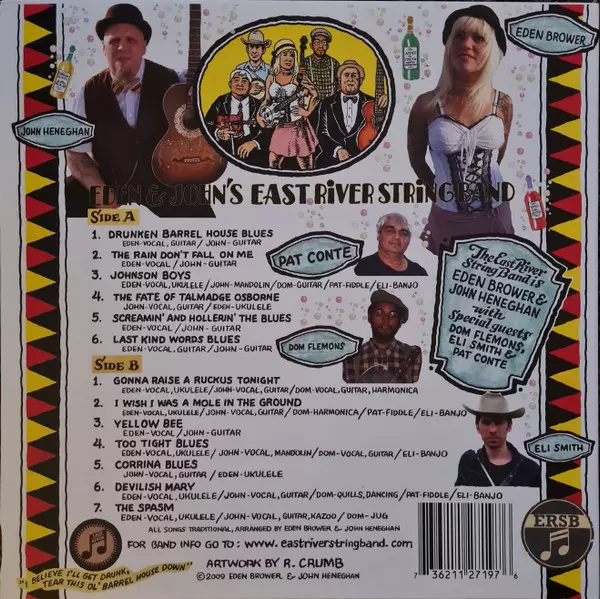 EDEN BROWER
JOHN HENEGHAN
EDEN & JOHN'S EAST RIVER STRING BAND
SIDE A
1. DRUNKEN BARREL HOUSE BLUES
EDEN-VOCAL, GUITAR / JOHN-GUITAR
2. THE RAIN DON'T FALL ON ME
EDEN-VOCAL / JOHN-GUITAR
3. JOHNSON BOYS
EDEN-VOCAL, UKULELE / JOHN-MANDOLIN / DOM-GUITAR / PAT-FIDDLE / ELI-BANJO
4. THE FATE OF TALMADGE OSBORNE
JOHN-VOCAL, GUITAR / EDEN-UKULELE
5. SCREAMIN' AND HOLLERIN' THE BLUES
EDEN-VOCAL / JOHN-GUITAR
6. LAST KIND WORDS BLUES
EDEN-VOCAL, GUITAR / JOHN-GUITAR
PAT CONTE
DOM FLEMONS
The East River
String Band is
EDEN BROWER &
JOHN HENEGHAN
with
special guests
DOM FLEMONS,
ELI SMITH &
PAT CONTE
ELI SMITH
SIDE B
1. GONNA RAISE A RUCKUS TONIGHT
EDEN-VOCAL, UKULELE / JOHN-VOCAL, GUITAR / DOM-VOCAL, GUITAR, HARMONICA
2. I WISH I WAS A MOLE IN THE GROUND
EDEN-VOCAL, UKULELE / JOHN-VOCAL, GUITAR / DOM-HARMONICA / PAT-FIDDLE / ELI-BANJO
3. YELLOW BEE
EDEN-VOCAL / JOHN-GUITAR
4. TOO TIGHT BLUES
EDEN-VOCAL, UKULELE / JOHN-VOCAL, MANDOLIN / DOM-VOCAL, GUITAR / ELI-BANJO
5. CORRINA BLUES
JOHN-VOCAL, GUITAR / EDEN-UKULELE
6. DEVILISH MARY
EDEN-VOCAL, UKULELE / JOHN-VOCAL, GUITAR / DOM-QUILLS, DANCING / PAT-FIDDLE / ELI-BANJO
7. THE SPASM
EDEN-VOCAL, UKULELE / JOHN-VOCAL, GUITAR, KAZOO / DOM-JUG
ALL SONGS TRADITIONAL, ARRANGED BY EDEN BROWER & JOHN HENEGHAN
FOR BAND INFO GO TO: www.eastriverstringband.com
ARTWORK BY R. CRUMB
©2009 EDEN BROWER & JOHN HENEGHAN
"I BELIEVE I'LL GET DRUNK,
TEAR THIS OL' BARREL HOUSE DOWN"
7 36211 27197 6
ERSB